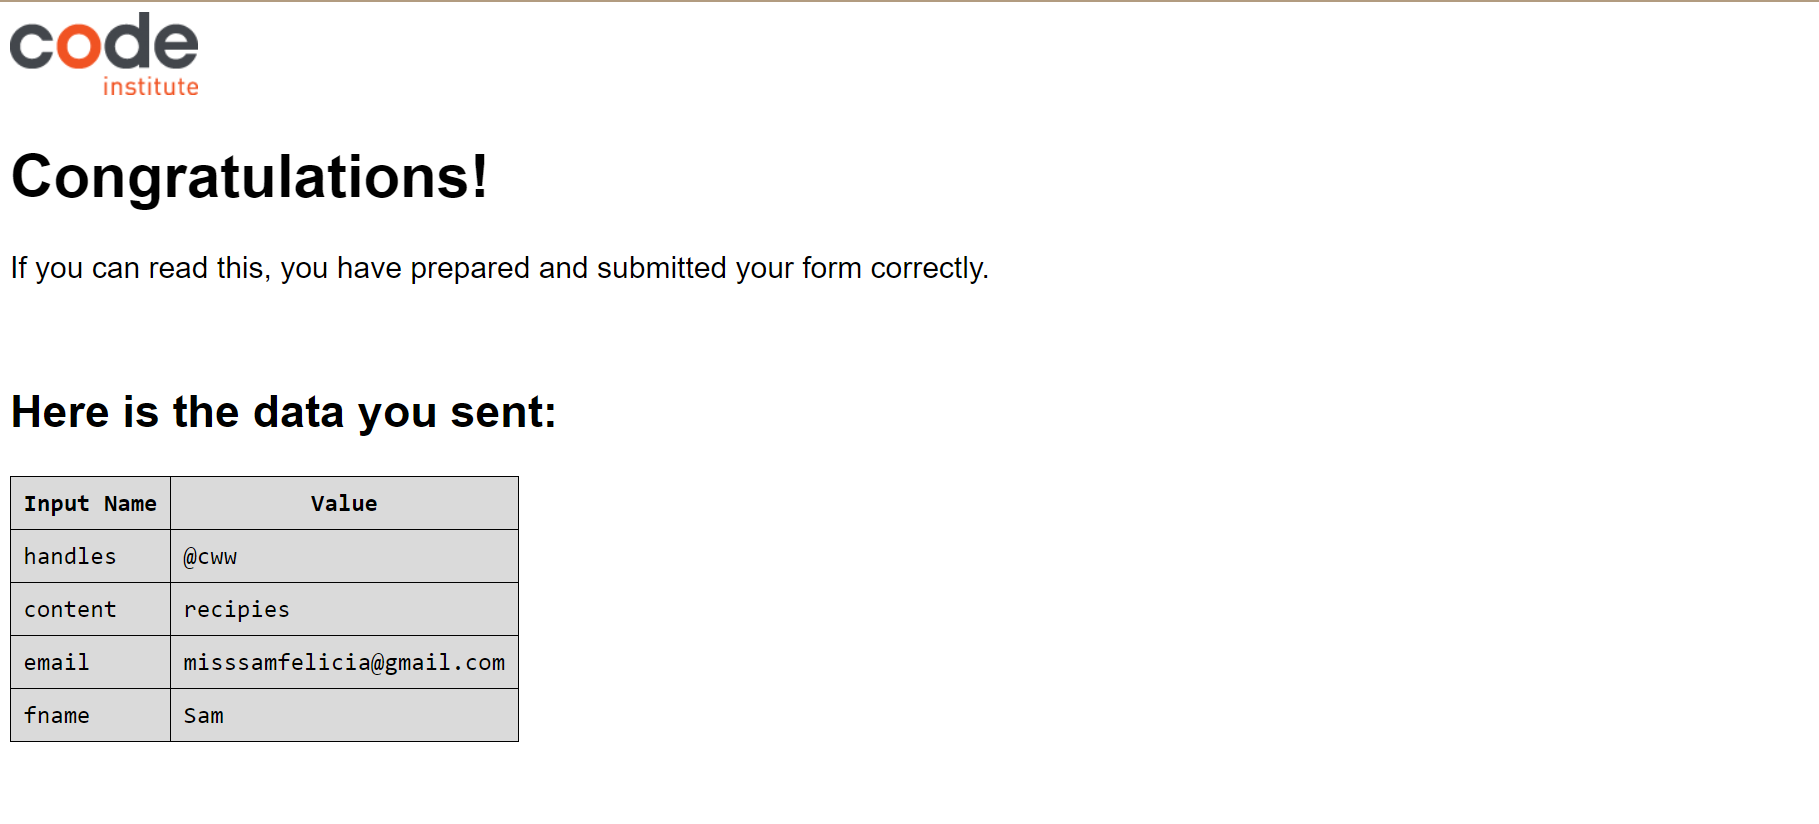 code
institute
Congratulations!
If you can read this, you have prepared and submitted your form correctly.
Here is the data you sent:
Input Name Value
handles @cww
content recipies
email misssamfelicia@gmail.com
fname Sam